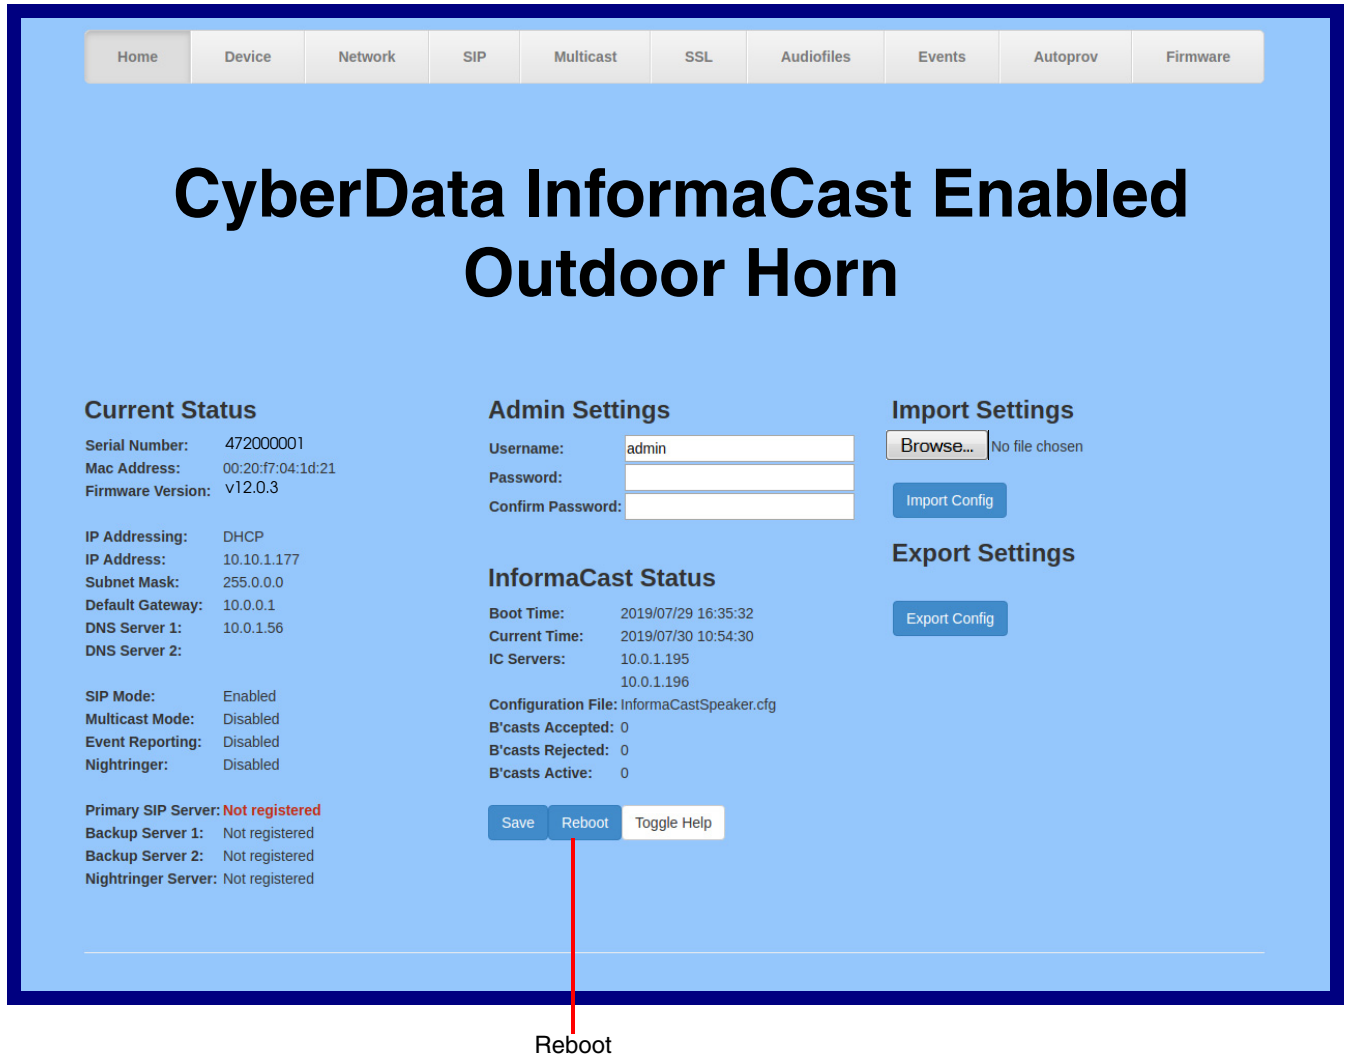 Home Device Network SIP Multicast SSL Audiofiles Events Autoprov Firmware
CyberData InformaCast Enabled
Outdoor Horn
Current Status
Serial Number: 472000001
Mac Address: 00:20:f7:04:1d:21
Firmware Version: v12.0.3
IP Addressing: DHCP
IP Address: 10.10.1.177
Subnet Mask: 255.0.0.0
Default Gateway: 10.0.0.1
DNS Server 1: 10.0.1.56
DNS Server 2:
SIP Mode: Enabled
Multicast Mode: Disabled
Event Reporting: Disabled
Nightringer: Disabled
Primary SIP Server: Not registered
Backup Server 1: Not registered
Backup Server 2: Not registered
Nightringer Server: Not registered
Admin Settings
Username: admin
Password:
Confirm Password:
InformaCast Status
Boot Time: 2019/07/29 16:35:32
Current Time: 2019/07/30 10:54:30
IC Servers: 10.0.1.195
10.0.1.196
Configuration File: InformaCastSpeaker.cfg
B'casts Accepted: 0
B'casts Rejected: 0
B'casts Active: 0
Save Reboot Toggle Help
Import Settings
Browse... No file chosen
Import Config
Export Settings
Export Config
Reboot